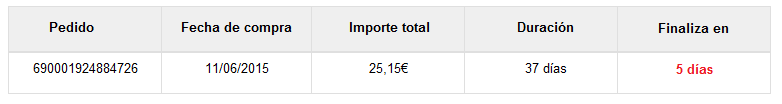 Pedido Fecha de compra Importe total Duración Finaliza en
690001924884726 11/06/2015 25,15€ 37 días 5 días